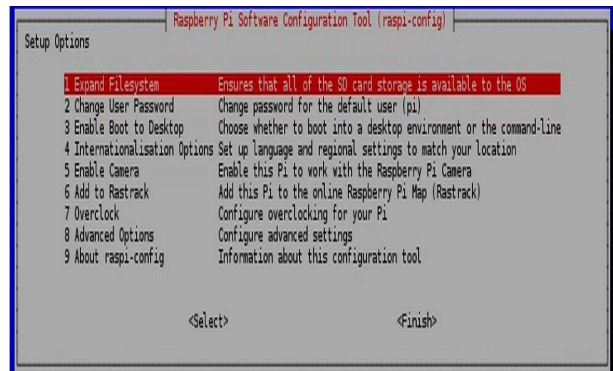 Raspberry Pi Software Configuration Tool (raspi-config)
Setup Options
1 Expand Filesystem Ensures that all of the SD card storage is available to the OS
2 Change User Password Change password for the default user (pi)
3 Enable Boot to Desktop Choose whether to boot into a desktop environment or the command-line
4 Internationalisation Options Set up language and regional settings to match your location
5 Enable Camera Enable this Pi to work with the Raspberry Pi Camera
6 Add to Rastrack Add this Pi to the online Raspberry Pi Map (Rastrack)
7 Overclock Configure overclocking for your Pi
8 Advanced Options Configure advanced settings
9 About raspi-config Information about this configuration tool
<Select> <Finish>